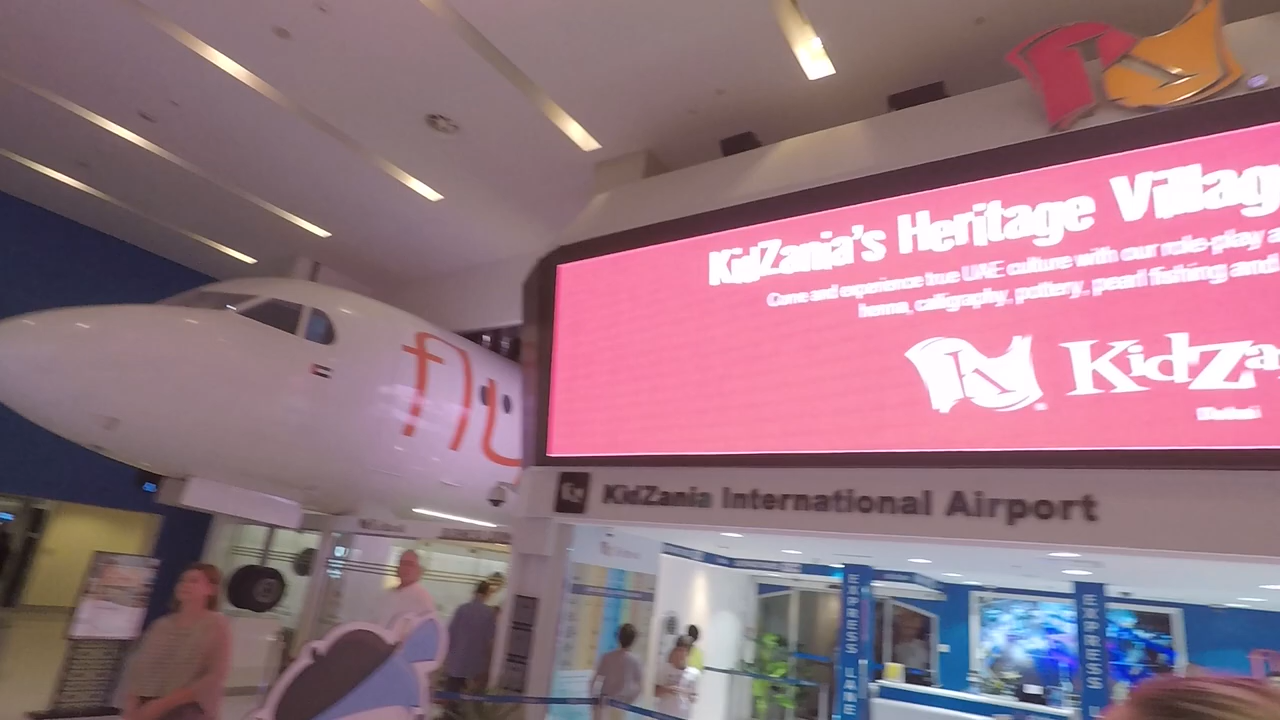 KidZania's Heritage Villag
Come and experience true UAE culture with our role-play a
henna, calligraphy, pottery, pearl fishing and
KidZa
fly
KidZania International Airport
EXPRESS LANE
EXPRESS L